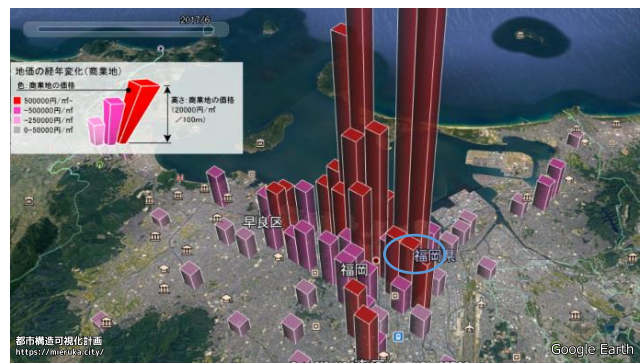 2017/6
地価の経年変化(商業地)
色:商業地の価格
500000円/㎡-
-500000円/㎡
-250000円/㎡
0-50000円/㎡
高さ:商業地の価格
(20000円/㎡
/100m)
早良区
福岡
福岡県
都市構造可視化計画
https://mieruka.city/
Google Earth